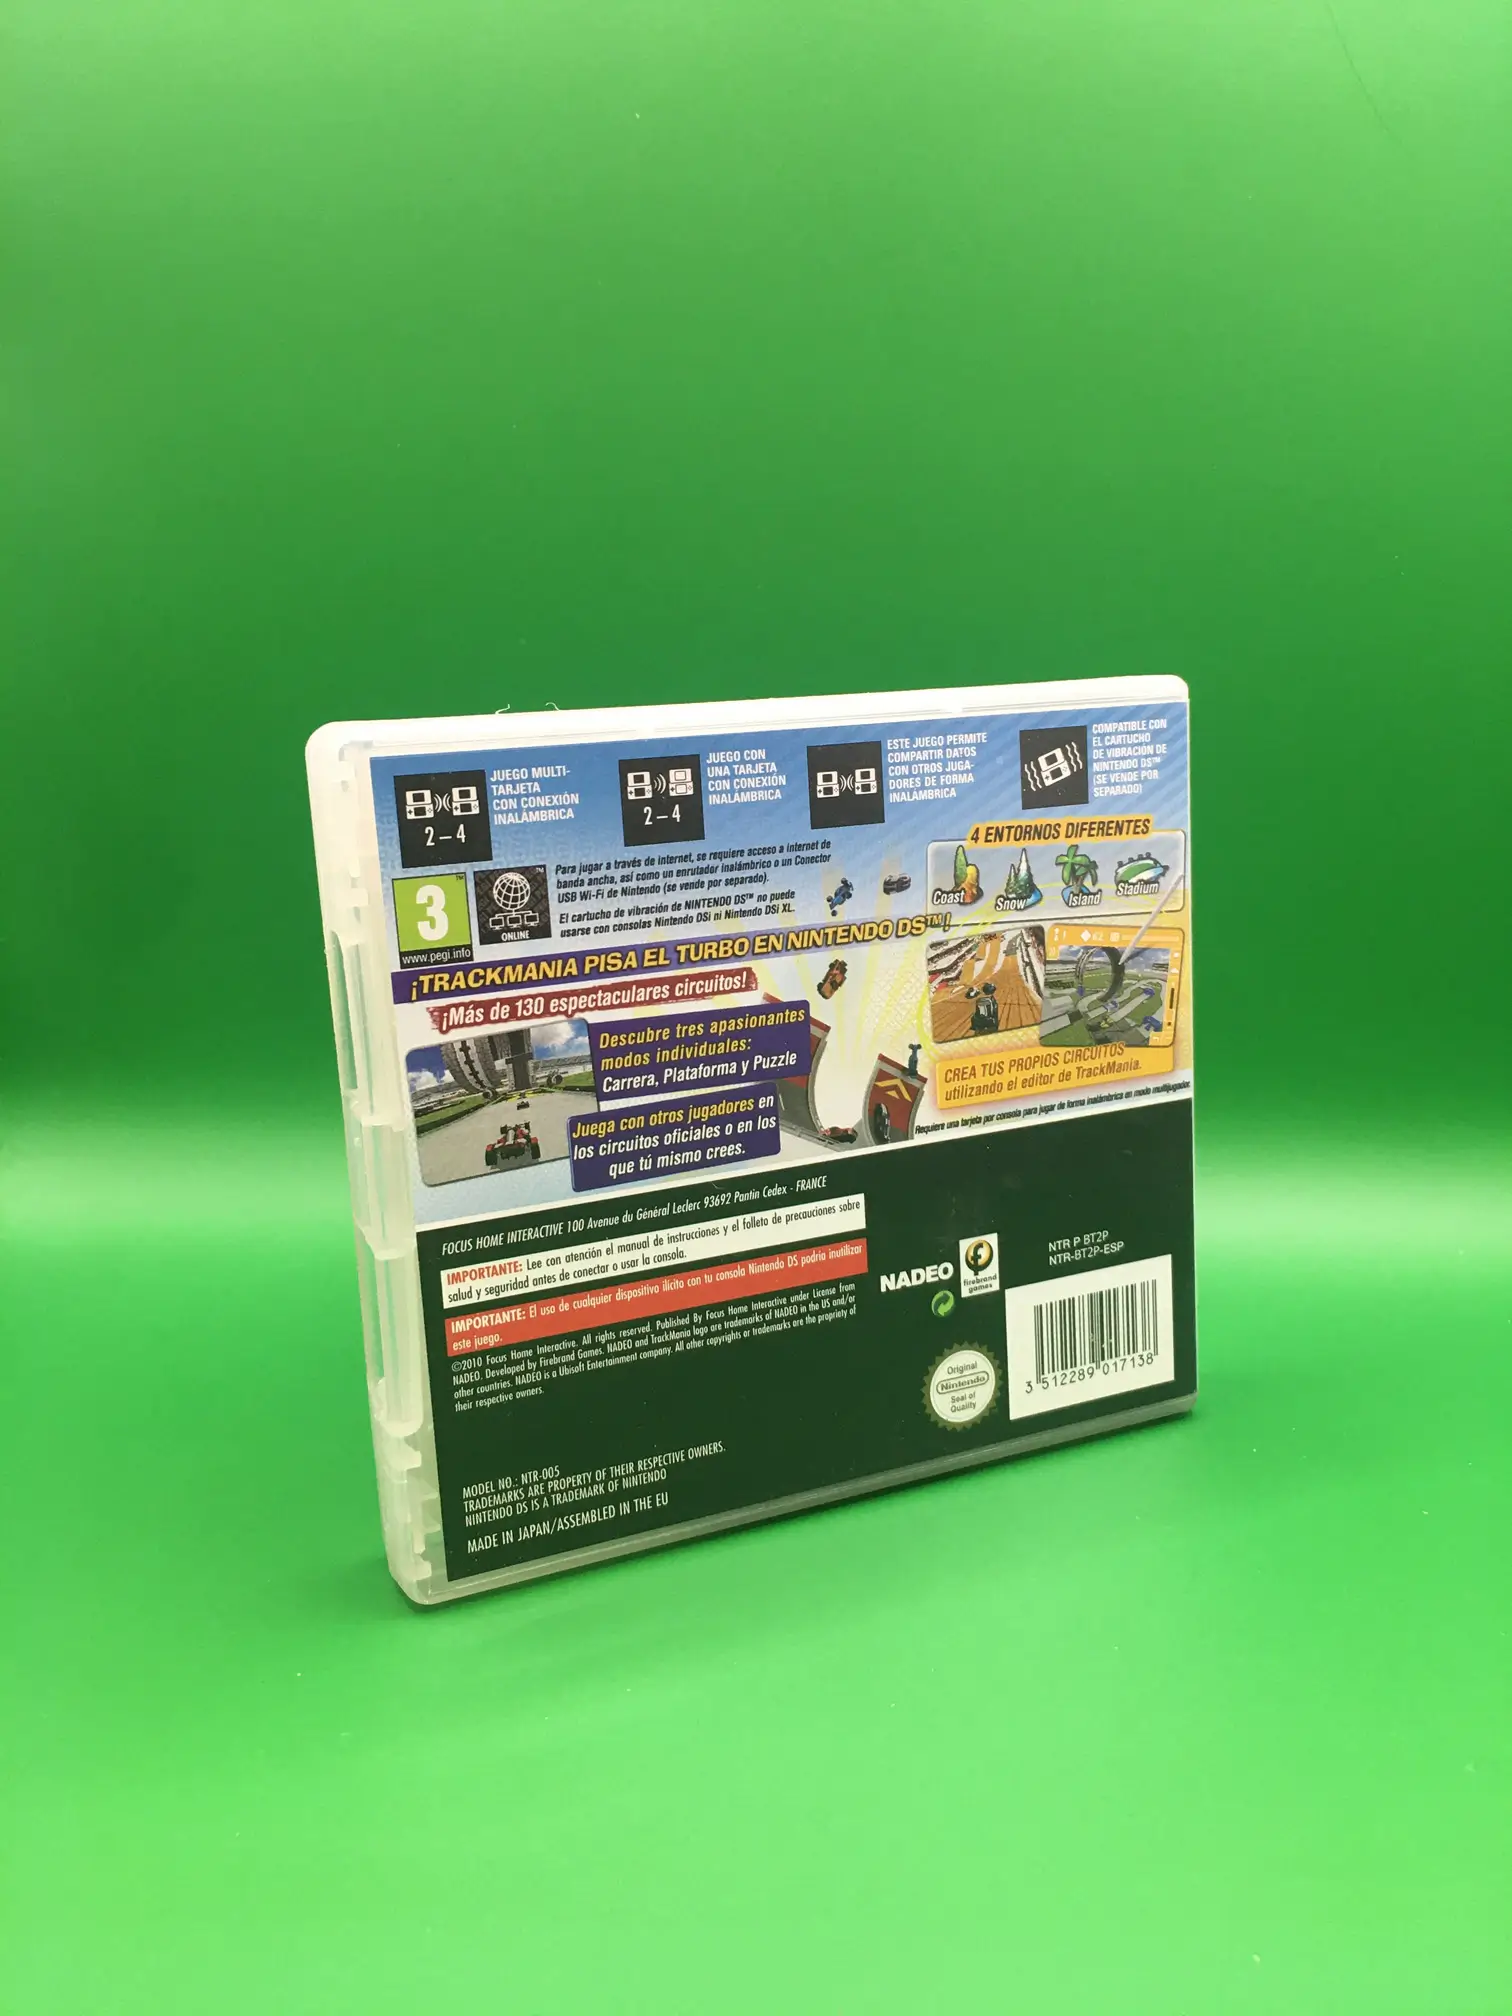 JUEGO MULTI-
TARJETA
CON CONEXIÓN
INALÁMBRICA
2 – 4
JUEGO CON
UNA TARJETA
CON CONEXIÓN
INALÁMBRICA
2 – 4
ESTE JUEGO PERMITE
COMPARTIR DATOS
CON OTROS JUGA-
DORES DE FORMA
INALÁMBRICA
COMPATIBLE CON
EL CARTUCHO
DE VIBRACIÓN DE
NINTENDO DS™
(SE VENDE POR
SEPARADO)
3
www.pegi.info
ONLINE
Para jugar a través de internet, se requiere acceso a internet de
banda ancha, así como un enrutador inalámbrico o un Conector
USB Wi-Fi de Nintendo (se vende por separado).
El cartucho de vibración de NINTENDO DS™ no puede
usarse con consolas Nintendo DSi ni Nintendo DSi XL.
4 ENTORNOS DIFERENTES
Coast
Snow
Island
Stadium
¡TRACKMANIA PISA EL TURBO EN NINTENDO DS™!
¡Más de 130 espectaculares circuitos!
Descubre tres apasionantes
modos individuales:
Carrera, Plataforma y Puzzle
Juega con otros jugadores en
los circuitos oficiales o en los
que tú mismo crees.
CREA TUS PROPIOS CIRCUITOS
utilizando el editor de TrackMania.
Requiere una tarjeta por consola para jugar de forma inalámbrica en modo multijugador.
FOCUS HOME INTERACTIVE 100 Avenue du Général Leclerc 93692 Pantin Cedex - FRANCE
IMPORTANTE: Lee con atención el manual de instrucciones y el folleto de precauciones sobre
salud y seguridad antes de conectar o usar la consola.
IMPORTANTE: El uso de cualquier dispositivo ilícito con tu consola Nintendo DS podría inutilizar
este juego.
©2010 Focus Home Interactive. All rights reserved. Published By Focus Home Interactive under License from
NADEO. Developed by Firebrand Games. NADEO and TrackMania logo are trademarks of NADEO in the US and/or
other countries. NADEO is a Ubisoft Entertainment company. All other copyrights or trademarks are the propriety of
their respective owners.
NADEO
firebrand
games
NTR P BT2P
NTR-BT2P-ESP
Original
Nintendo
Seal of
Quality
3 512289 017138
MODEL NO.: NTR-005
TRADEMARKS ARE PROPERTY OF THEIR RESPECTIVE OWNERS.
NINTENDO DS IS A TRADEMARK OF NINTENDO
MADE IN JAPAN/ASSEMBLED IN THE EU